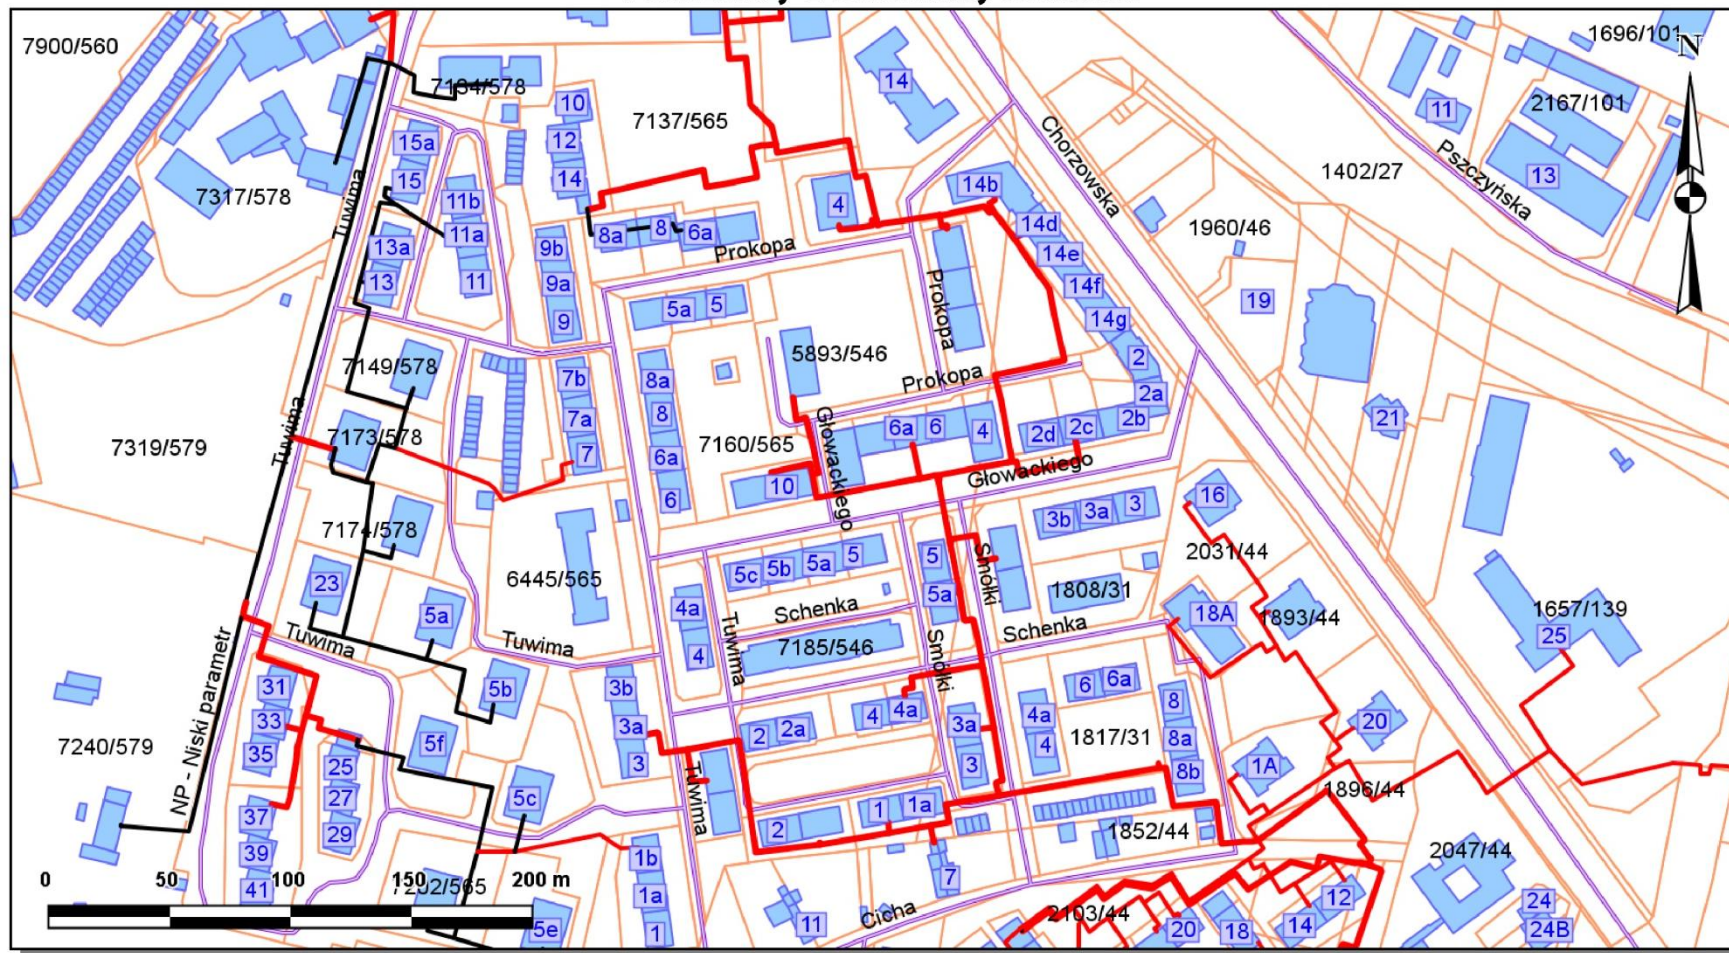 7900/560
1696/101
N
7134/578
14
11
2167/101
10
7137/565
12
15a
Chorzowska
Pszczyńska
1402/27
13
15
14
14b
7317/578
11b
4
Tuwima
11a
8a
8
6a
14d
1960/46
13a
9b
Prokopa
14e
13
11
9a
14f
5a
5
Prokopa
19
9
14g
7149/578
5893/546
2
7b
8a
Prokopa
2a
7a
8
Głowackiego
2b
21
7319/579
Tuwima
7173/578
7
6a
7160/565
6a
6
4
2d
2c
10
Głowackiego
6
16
7174/578
3b
3a
3
5
5
Smółki
2031/44
23
6445/565
5c
5b
5a
5a
1808/31
5a
4a
Schenka
18A
1893/44
1657/139
25
Tuwima
Tuwima
4
Tuwima
7185/546
Smółki
Schenka
NP - Niski parametr
31
5b
3b
6
6a
33
3a
4
4a
3a
4a
8
20
7240/579
35
5f
2
2a
4
1817/31
8a
25
3
3
8b
1A
27
5c
Tuwima
1
1a
1896/44
37
29
2
1852/44
39
1b
2047/44
0
50
100
150
200 m
41
1a
7
12
24
5e
1
11
Cicha
2103/44
20
18
14
24B